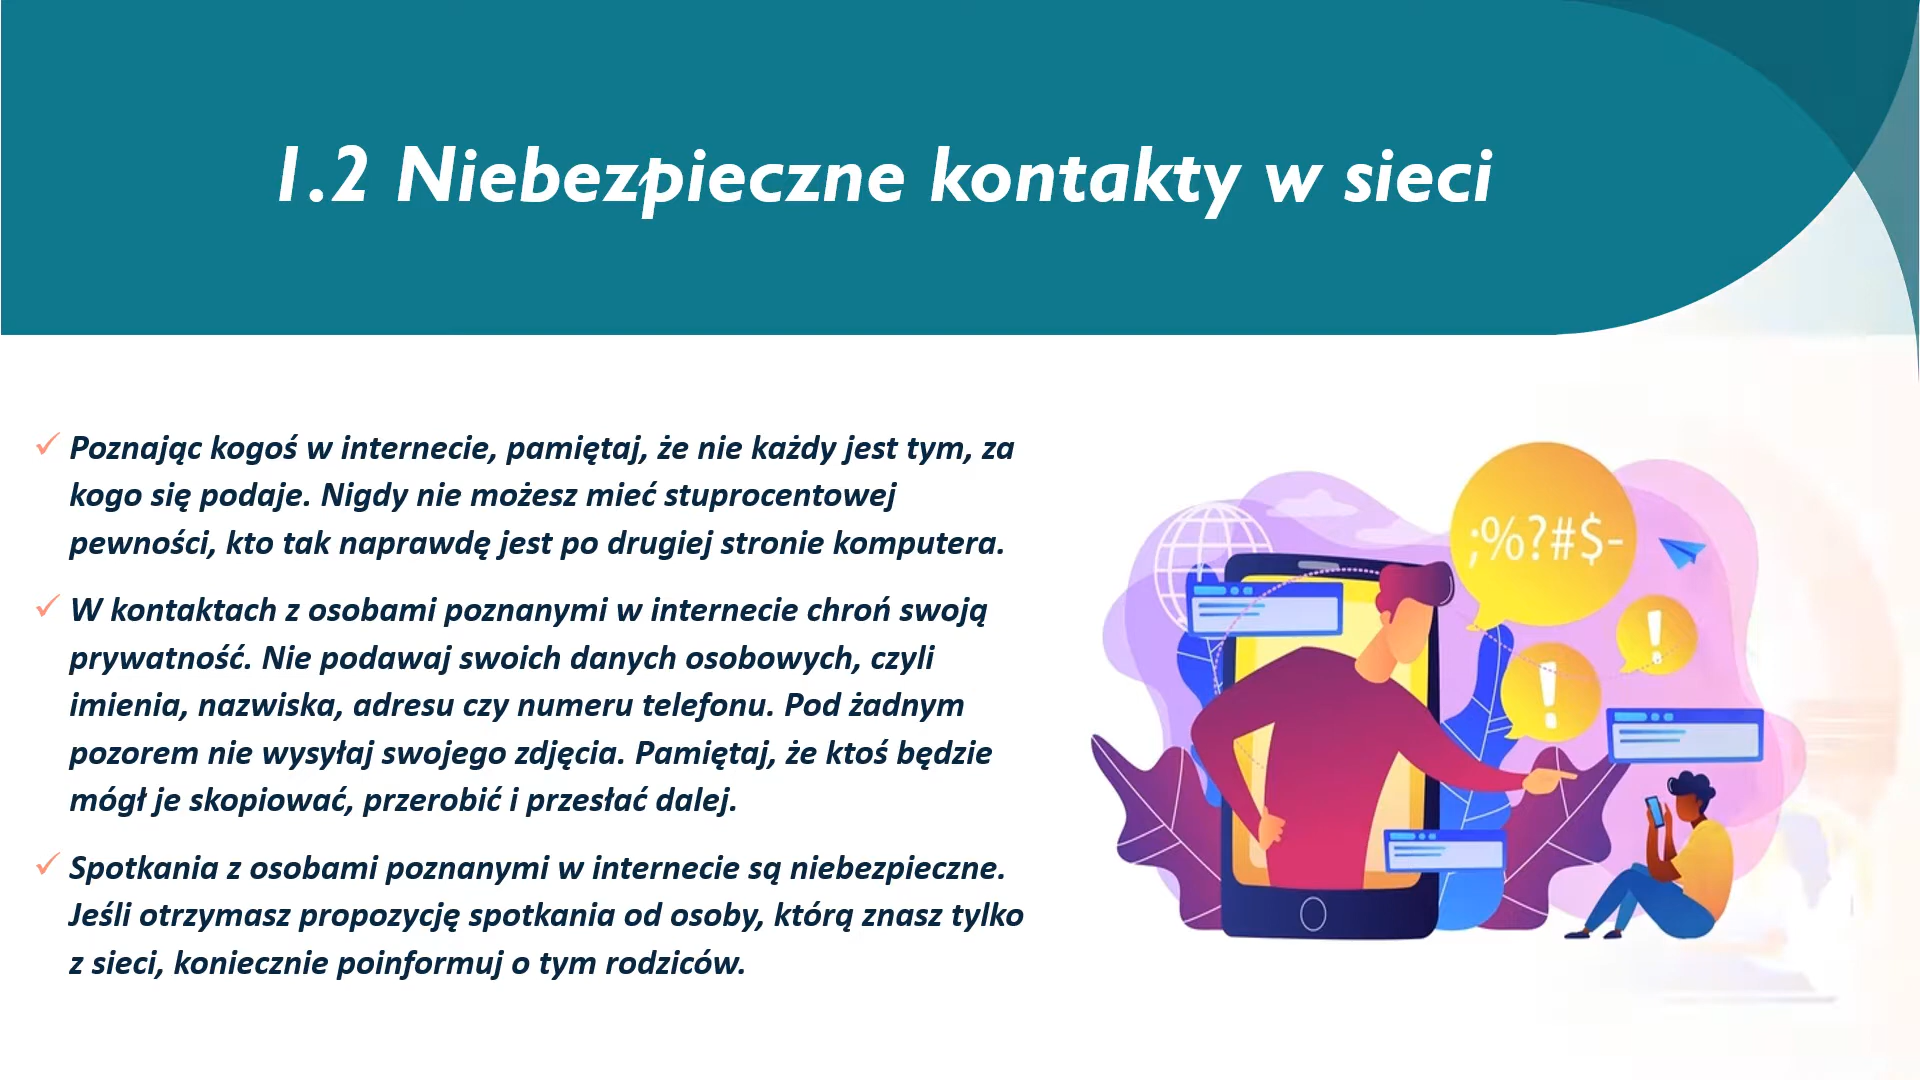 1.2 Niebezpieczne kontakty w sieci
Poznając kogoś w internecie, pamiętaj, że nie każdy jest tym, za
kogo się podaje. Nigdy nie możesz mieć stuprocentowej
pewności, kto tak naprawdę jest po drugiej stronie komputera.
W kontaktach z osobami poznanymi w internecie chroń swoją
prywatność. Nie podawaj swoich danych osobowych, czyli
imienia, nazwiska, adresu czy numeru telefonu. Pod żadnym
pozorem nie wysyłaj swojego zdjęcia. Pamiętaj, że ktoś będzie
mógł je skopiować, przerobić i przesłać dalej.
Spotkania z osobami poznanymi w internecie są niebezpieczne.
Jeśli otrzymasz propozycję spotkania od osoby, którą znasz tylko
z sieci, koniecznie poinformuj o tym rodziców.
;%?#$-
!
!